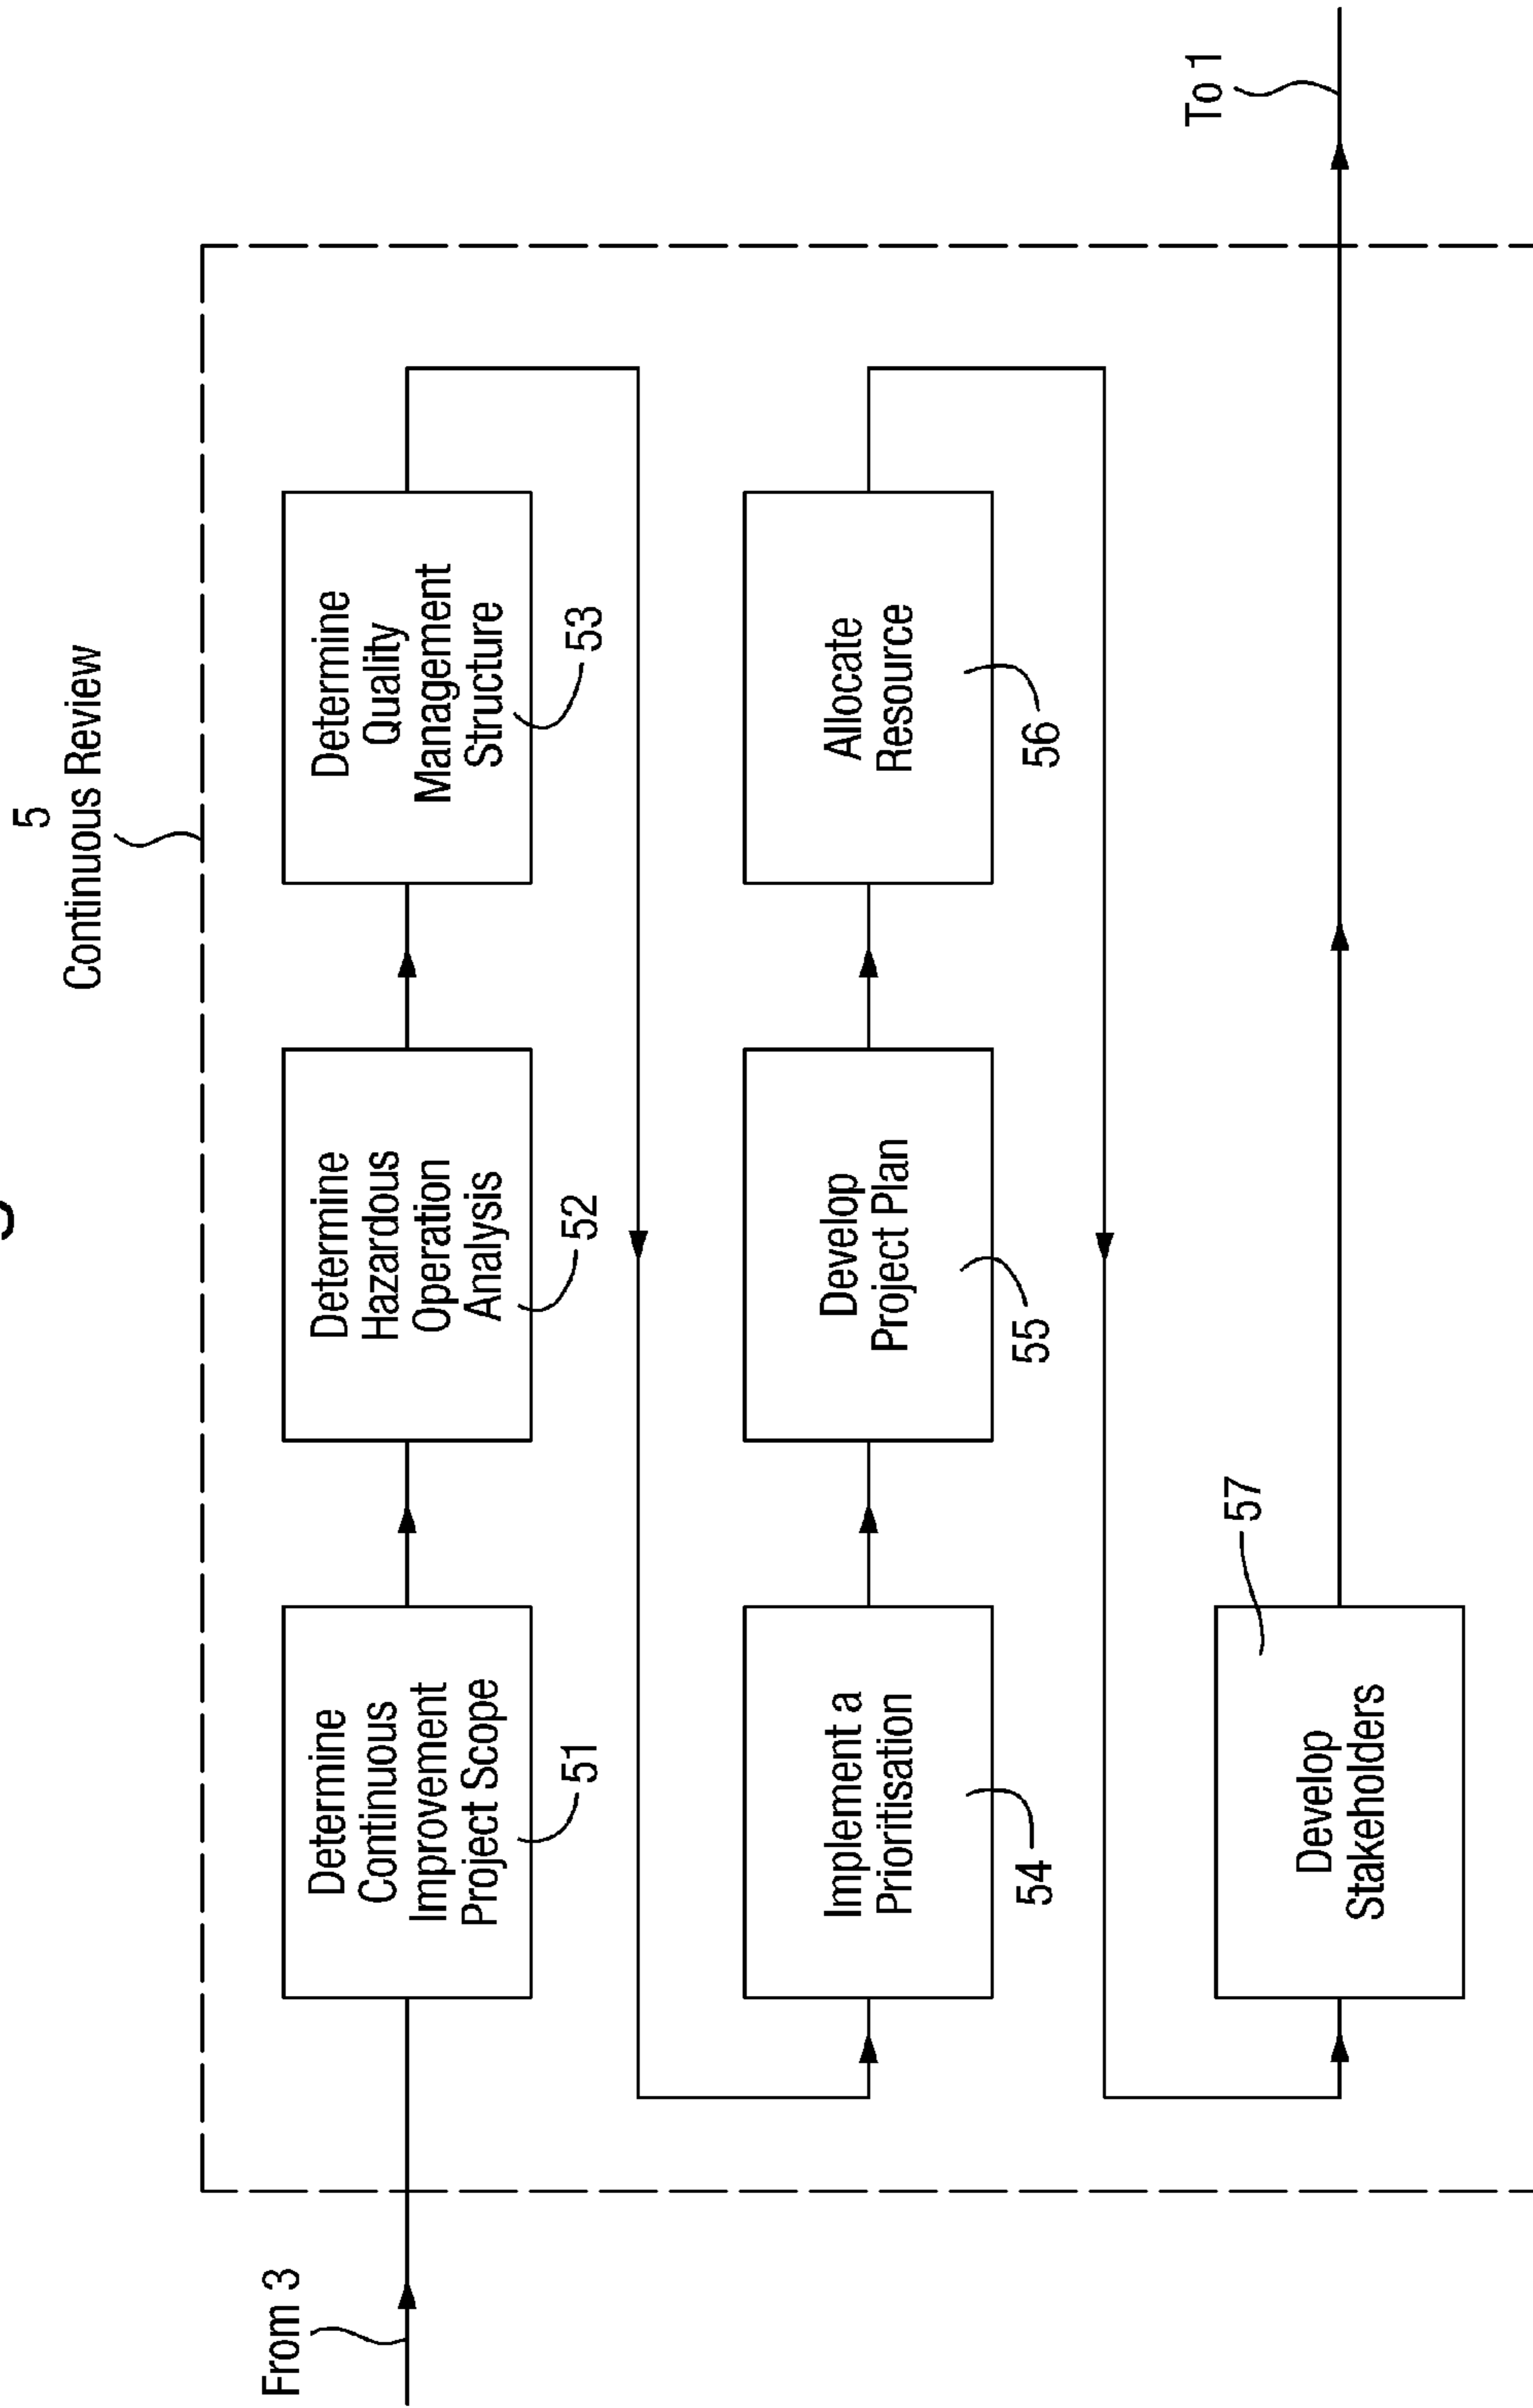 5
Continuous Review
From 3
Determine
Continuous
Improvement
Project Scope
51
Determine
Hazardous
Operation
Analysis
52
Determine
Quality
Management
Structure
53
Implement a
Prioritisation
54
Develop
Project Plan
55
Allocate
Resource
56
Develop
Stakeholders
57
To 1